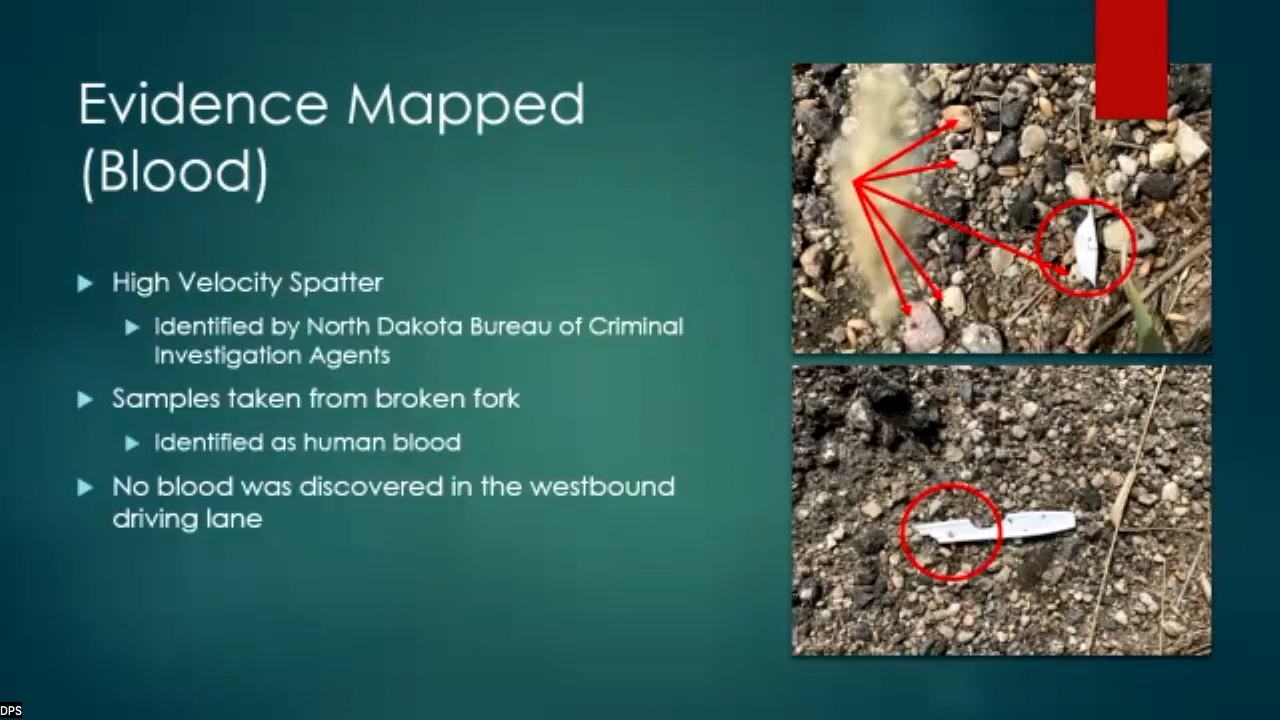 Evidence Mapped
(Blood)
High Velocity Spatter
Identified by North Dakota Bureau of Criminal
Investigation Agents
Samples taken from broken fork
Identified as human blood
No blood was discovered in the westbound
driving lane
DPS